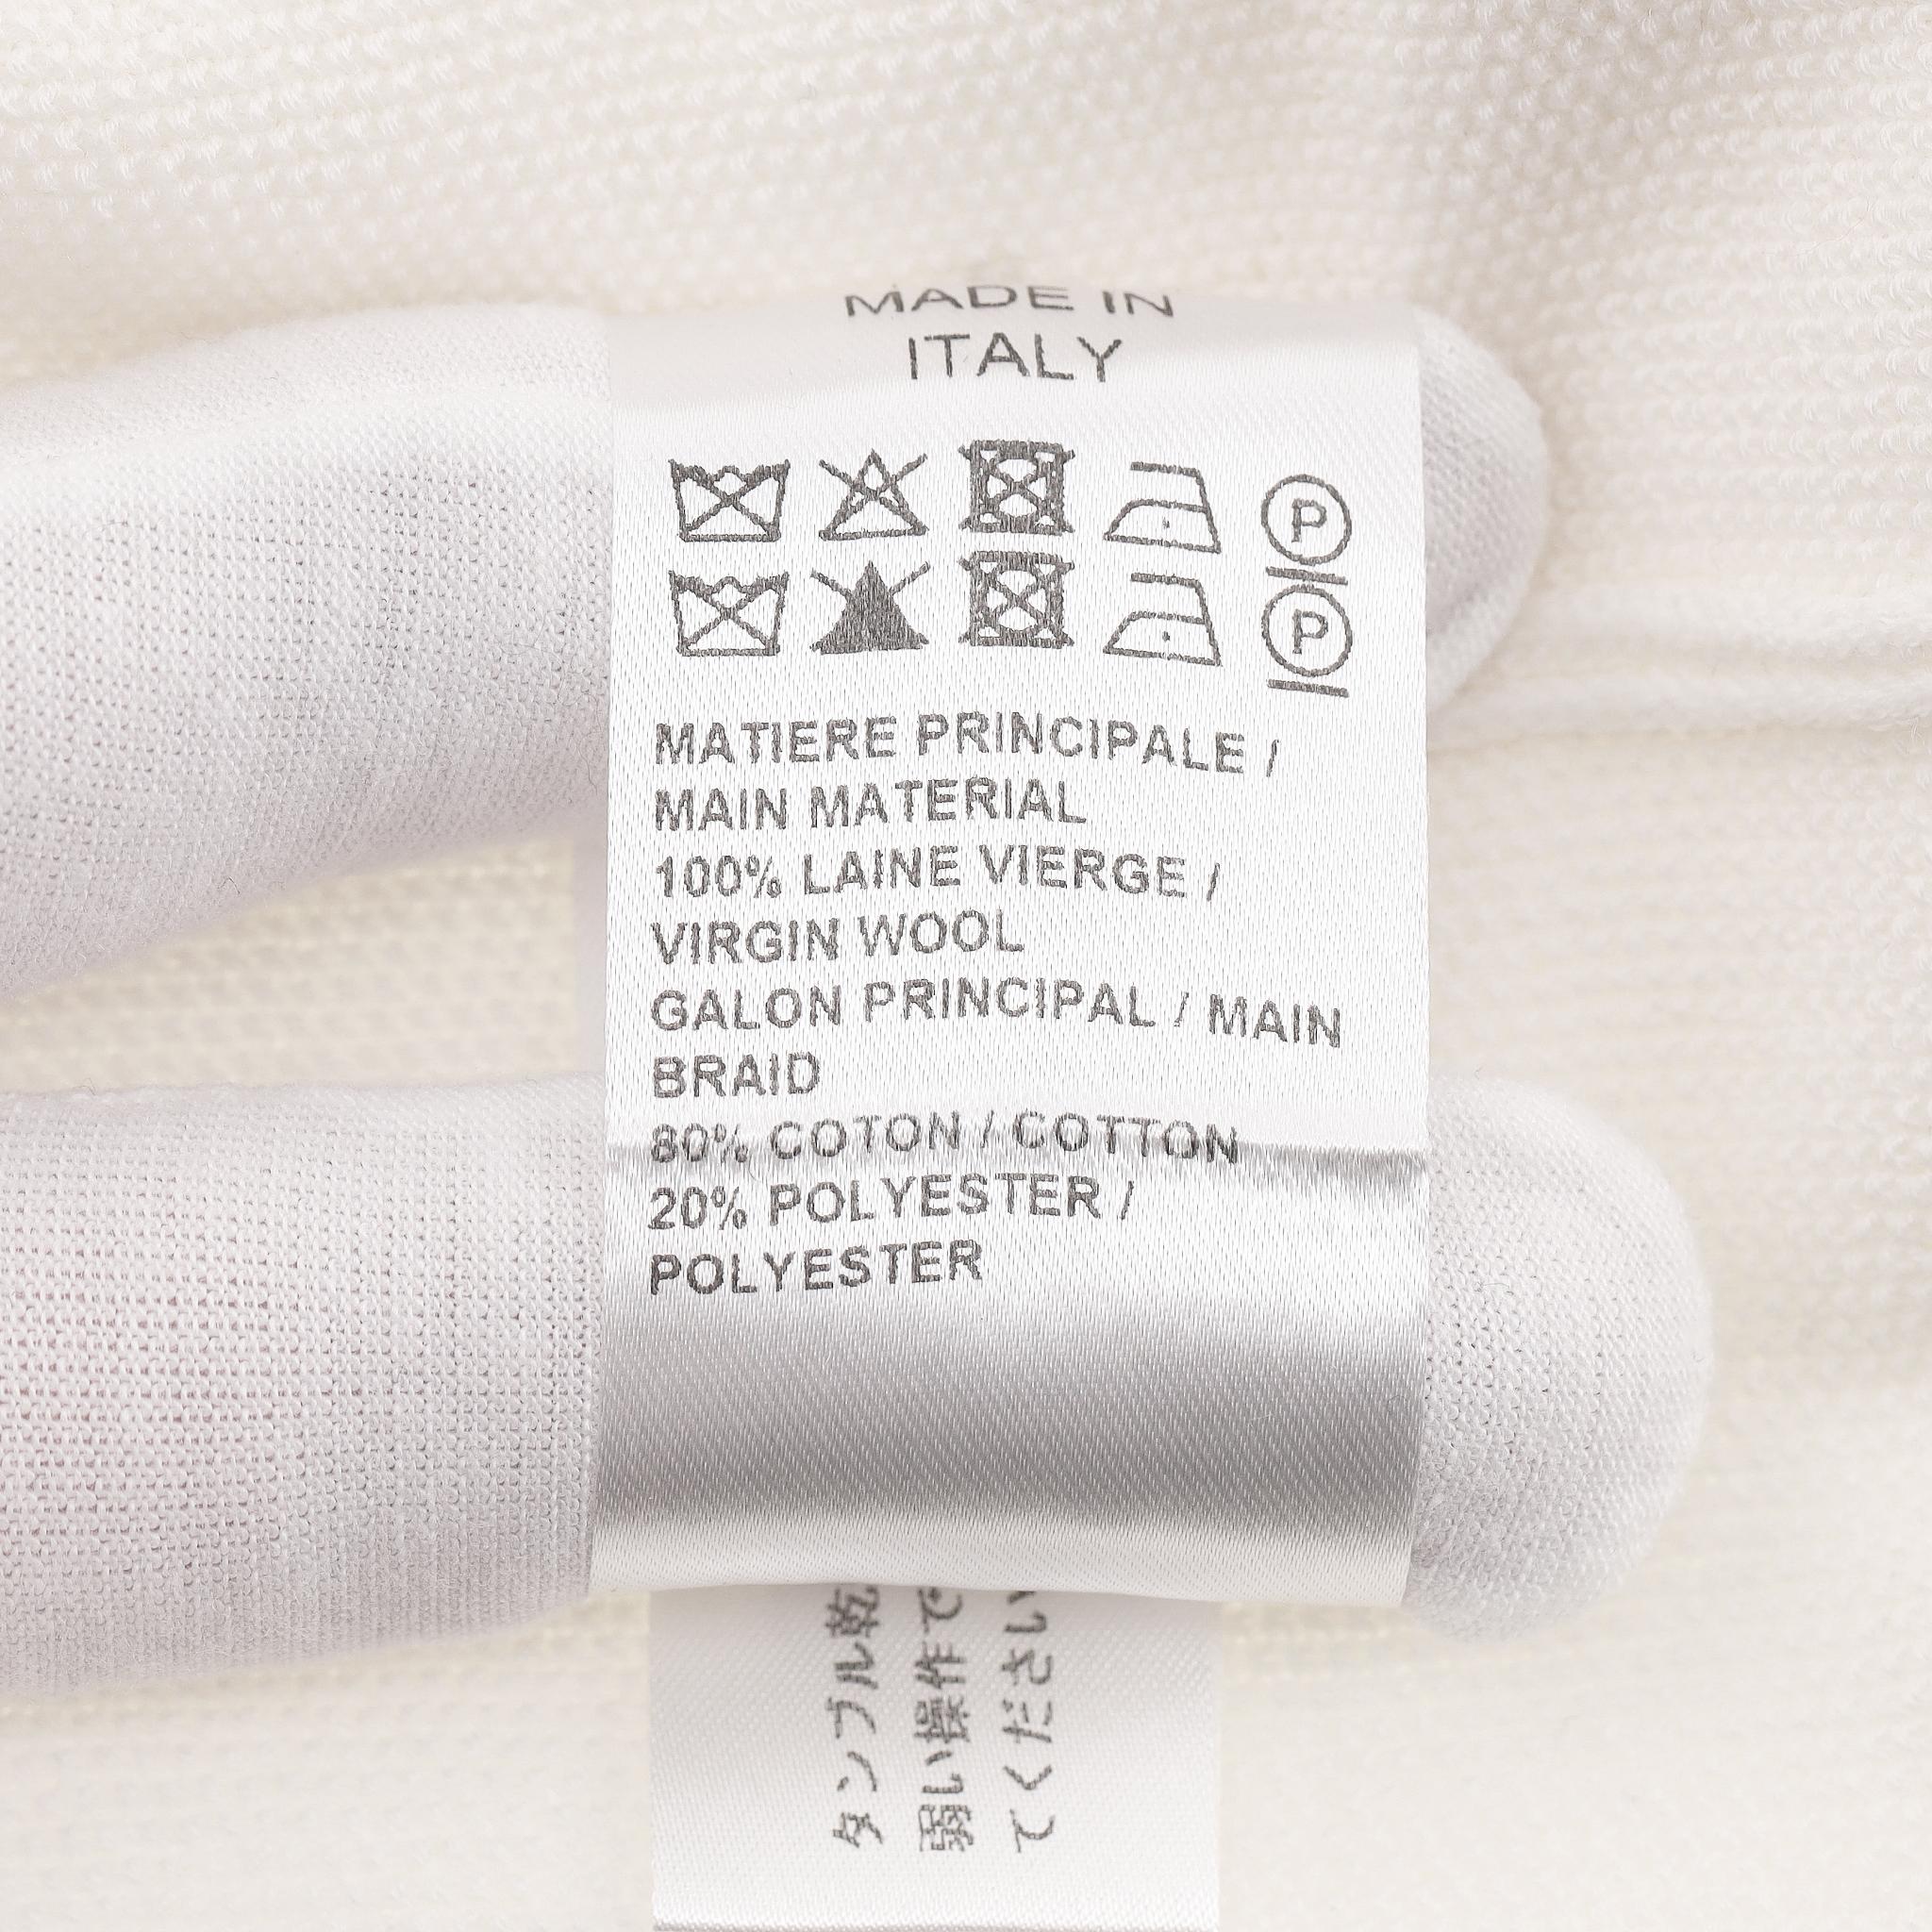 MADE IN
ITALY
P
P
MATIERE PRINCIPALE /
MAIN MATERIAL
100% LAINE VIERGE /
VIRGIN WOOL
GALON PRINCIPAL / MAIN
BRAID
80% COTON / COTTON
20% POLYESTER /
POLYESTER
タンブル乾
弱い操作で
てください